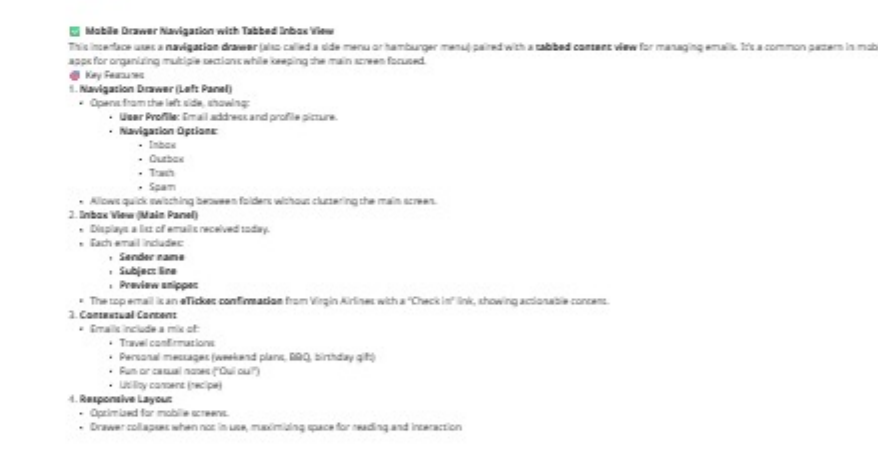 ✅ Mobile Drawer Navigation with Tabbed Inbox View
This interface uses a navigation drawer (also called a side menu or hamburger menu) paired with a tabbed content view for managing emails. It's a common pattern in mob
apps for organizing multiple sections while keeping the main screen focused.
🎯 Key Features
1. Navigation Drawer (Left Panel)
• Opens from the left side, showing:
• User Profile: Email address and profile picture.
• Navigation Options:
• Inbox
• Outbox
• Trash
• Spam
• Allows quick switching between folders without cluttering the main screen.
2. Inbox View (Main Panel)
• Displays a list of emails received today.
• Each email includes:
• Sender name
• Subject line
• Preview snippet
• The top email is an eTicket confirmation from Virgin Airlines with a "Check in" link, showing actionable content.
3. Contextual Content
• Emails include a mix of:
• Travel confirmations
• Personal messages (weekend plans, BBQ, birthday gift)
• Fun or casual notes ("Oui oui")
• Utility content (recipe)
4. Responsive Layout
• Optimized for mobile screens.
• Drawer collapses when not in use, maximizing space for reading and interaction